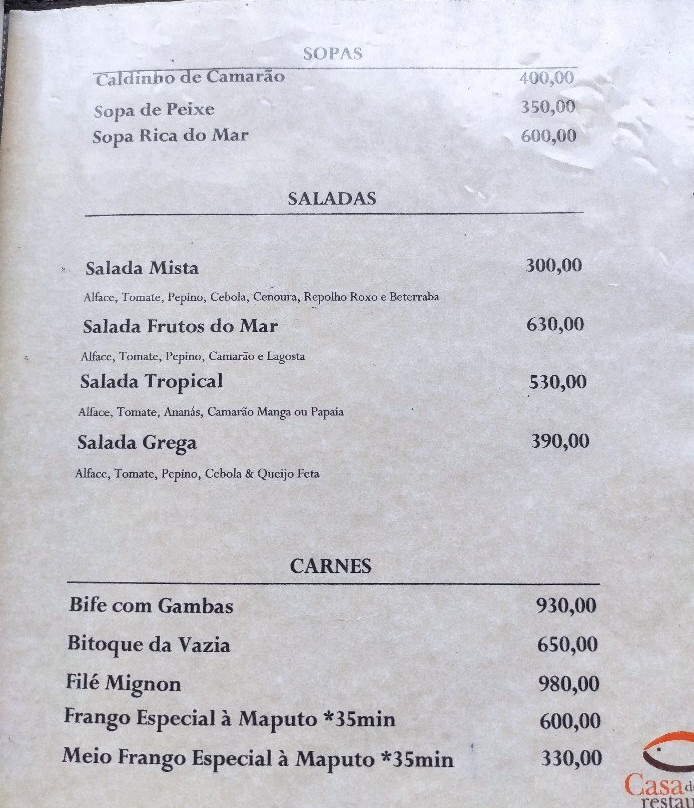 SOPAS
Caldinho de Camarão 400,00
Sopa de Peixe 350,00
Sopa Rica do Mar 600,00
SALADAS
Salada Mista 300,00
Alface, Tomate, Pepino, Cebola, Cenoura, Repolho Roxo e Beterraba
Salada Frutos do Mar 630,00
Alface, Tomate, Pepino, Camarão e Lagosta
Salada Tropical 530,00
Alface, Tomate, Ananás, Camarão Manga ou Papaia
Salada Grega 390,00
Alface, Tomate, Pepino, Cebola & Queijo Feta
CARNES
Bife com Gambas 930,00
Bitoque da Vazia 650,00
Filé Mignon 980,00
Frango Especial à Maputo *35min 600,00
Meio Frango Especial à Maputo *35min 330,00
Casa